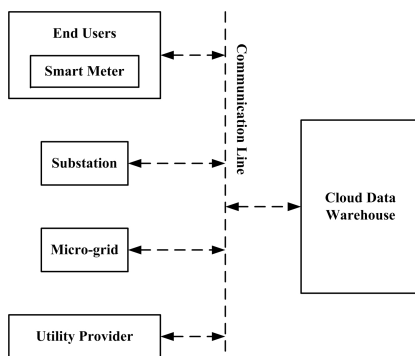 End Users
Smart Meter
Communication Line
Substation
Cloud Data
Warehouse
Micro-grid
Utility Provider